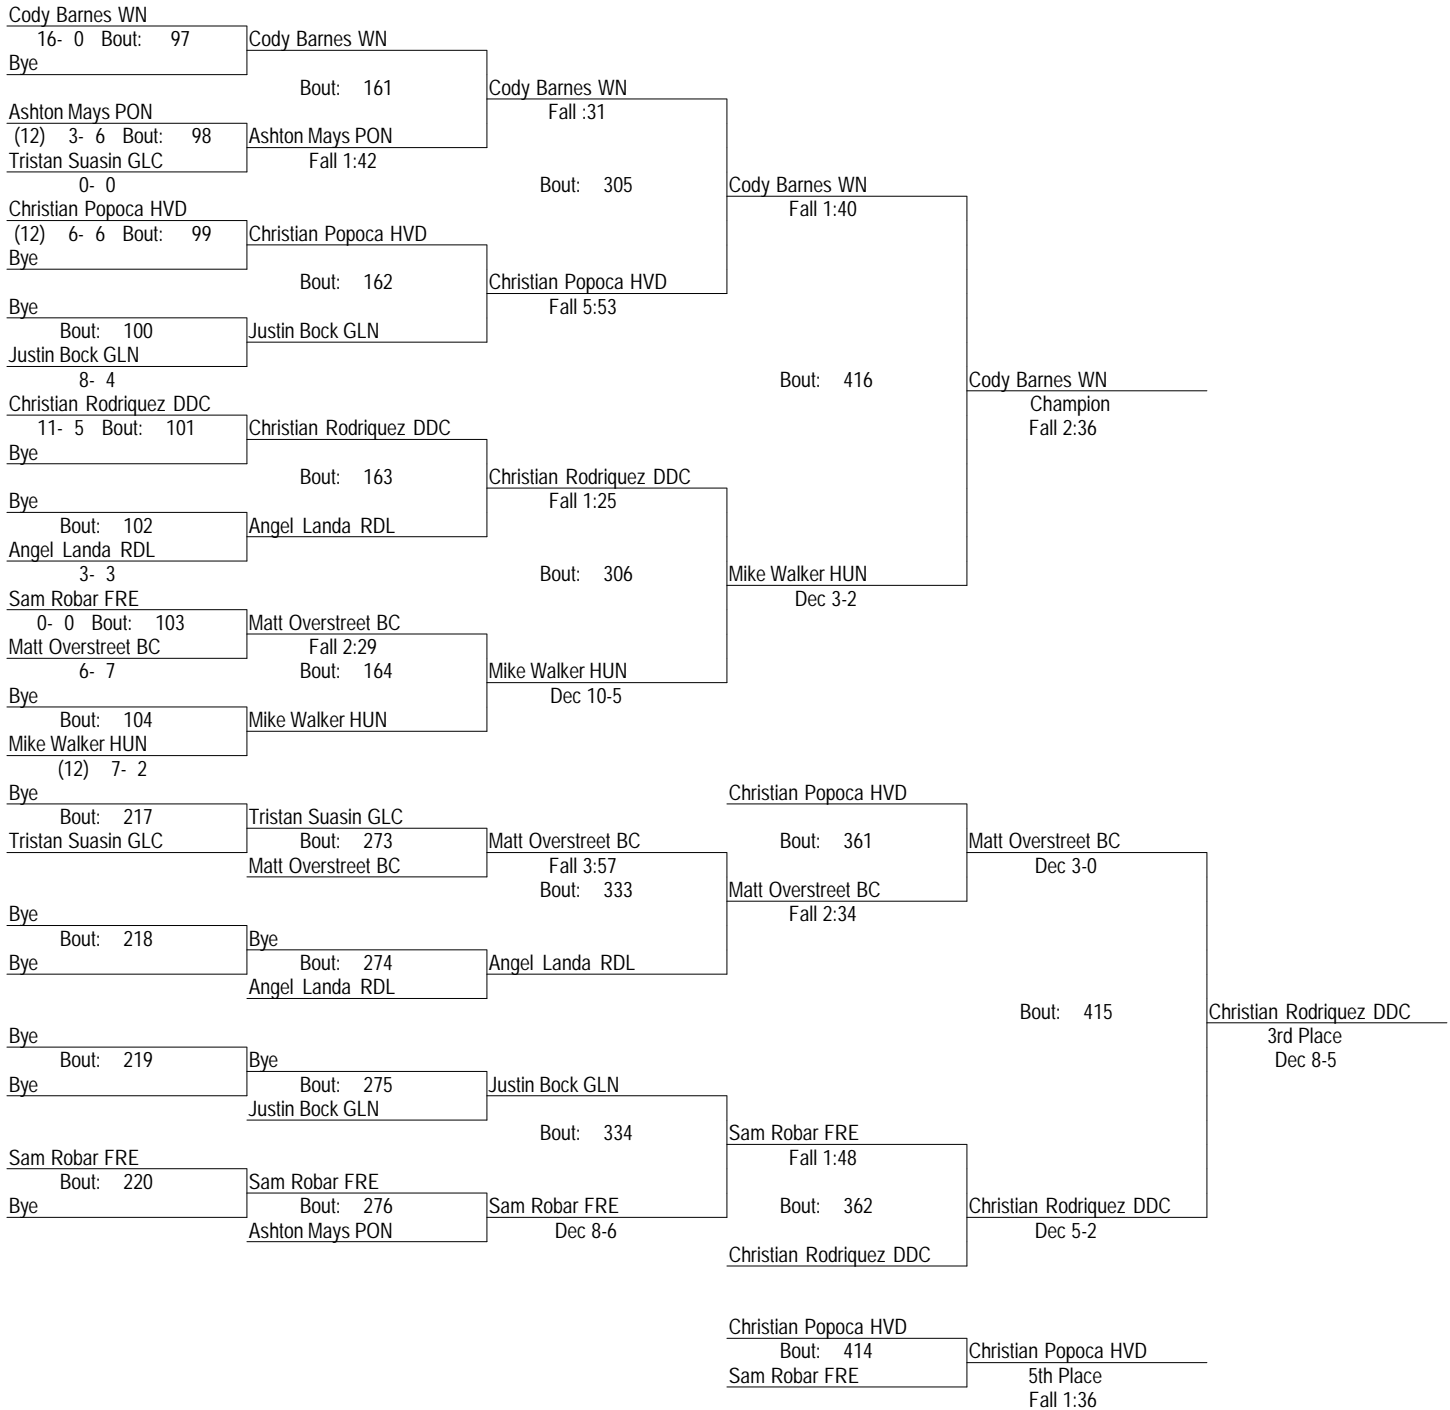 Cody Barnes WN
16- 0 Bout: 97 Cody Barnes WN
Bye
Bout: 161 Cody Barnes WN
Ashton Mays PON Fall :31
(12) 3- 6 Bout: 98 Ashton Mays PON
Tristan Suasin GLC Fall 1:42
0- 0 Bout: 305 Cody Barnes WN
Christian Popoca HVD Fall 1:40
(12) 6- 6 Bout: 99 Christian Popoca HVD
Bye
Bout: 162 Christian Popoca HVD
Bye Fall 5:53
Bout: 100 Justin Bock GLN
Justin Bock GLN
8- 4 Bout: 416 Cody Barnes WN
Christian Rodriquez DDC Champion
11- 5 Bout: 101 Christian Rodriquez DDC Fall 2:36
Bye
Bout: 163 Christian Rodriquez DDC
Bye Fall 1:25
Bout: 102 Angel Landa RDL
Angel Landa RDL
3- 3 Bout: 306 Mike Walker HUN
Sam Robar FRE Dec 3-2
0- 0 Bout: 103 Matt Overstreet BC
Matt Overstreet BC Fall 2:29
6- 7 Bout: 164 Mike Walker HUN
Bye Dec 10-5
Bout: 104 Mike Walker HUN
Mike Walker HUN
(12) 7- 2
Bye Christian Popoca HVD
Bout: 217 Tristan Suasin GLC
Tristan Suasin GLC Bout: 273 Matt Overstreet BC Bout: 361 Matt Overstreet BC
Matt Overstreet BC Fall 3:57 Dec 3-0
Bout: 333 Matt Overstreet BC
Bye Fall 2:34
Bout: 218 Bye
Bye Bout: 274 Angel Landa RDL
Angel Landa RDL
Bout: 415 Christian Rodriquez DDC
Bye 3rd Place
Bout: 219 Bye Dec 8-5
Bye Bout: 275 Justin Bock GLN
Justin Bock GLN
Bout: 334 Sam Robar FRE
Sam Robar FRE Fall 1:48
Bout: 220 Sam Robar FRE
Bye Bout: 276 Sam Robar FRE Bout: 362 Christian Rodriquez DDC
Ashton Mays PON Dec 8-6 Dec 5-2
Christian Rodriquez DDC
Christian Popoca HVD
Bout: 414 Christian Popoca HVD
Sam Robar FRE 5th Place
Fall 1:36